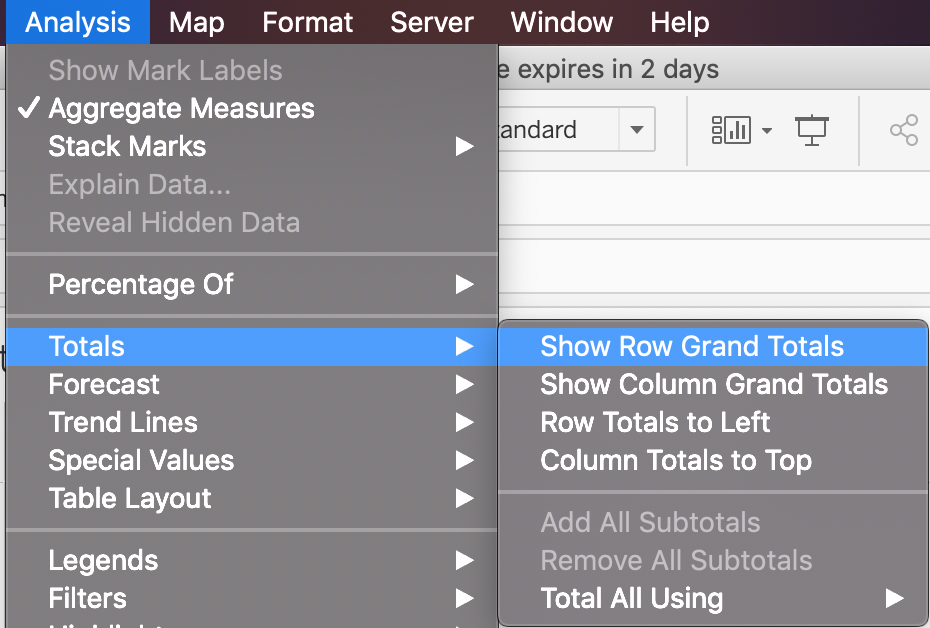 Analysis Map Format Server Window Help
Show Mark Labels
e expires in 2 days
✓ Aggregate Measures
andard
Stack Marks
Explain Data...
Reveal Hidden Data
Percentage Of
Totals
Forecast
Trend Lines
Special Values
Table Layout
Legends
Filters
Show Row Grand Totals
Show Column Grand Totals
Row Totals to Left
Column Totals to Top
Add All Subtotals
Remove All Subtotals
Total All Using